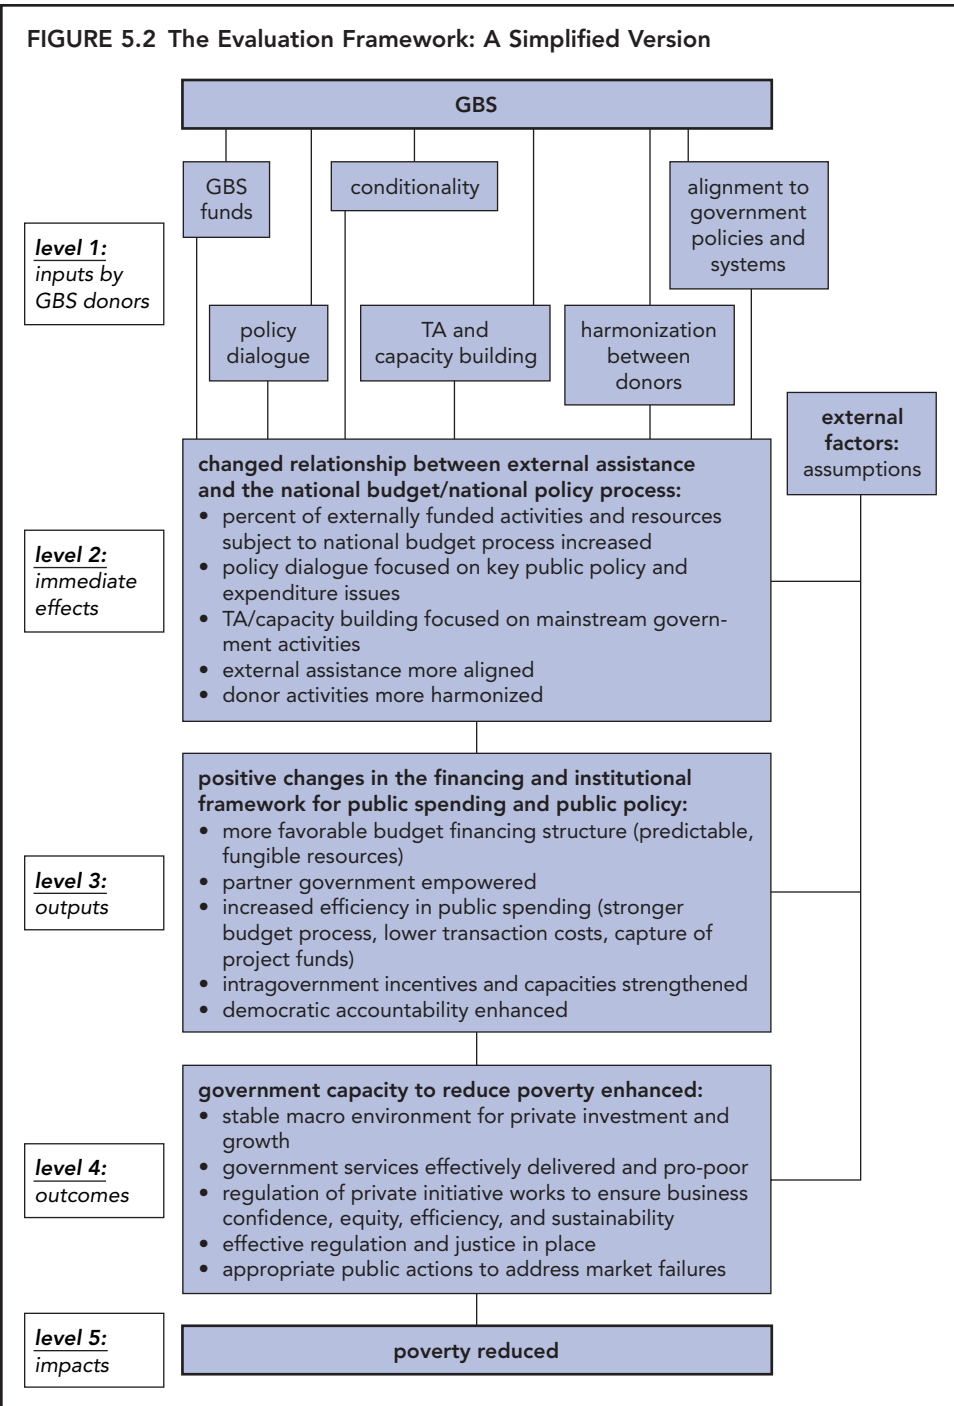 FIGURE 5.2 The Evaluation Framework: A Simplified Version
GBS
GBS
funds
conditionality
alignment to
government
policies and
systems
level 1:
inputs by
GBS donors
policy
dialogue
TA and
capacity building
harmonization
between
donors
external
factors:
assumptions
changed relationship between external assistance
and the national budget/national policy process:
• percent of externally funded activities and resources
subject to national budget process increased
• policy dialogue focused on key public policy and
expenditure issues
• TA/capacity building focused on mainstream govern-
ment activities
• external assistance more aligned
• donor activities more harmonized
level 2:
immediate
effects
positive changes in the financing and institutional
framework for public spending and public policy:
• more favorable budget financing structure (predictable,
fungible resources)
• partner government empowered
• increased efficiency in public spending (stronger
budget process, lower transaction costs, capture of
project funds)
• intragovernment incentives and capacities strengthened
• democratic accountability enhanced
level 3:
outputs
government capacity to reduce poverty enhanced:
• stable macro environment for private investment and
growth
• government services effectively delivered and pro-poor
• regulation of private initiative works to ensure business
confidence, equity, efficiency, and sustainability
• effective regulation and justice in place
• appropriate public actions to address market failures
level 4:
outcomes
level 5:
impacts
poverty reduced